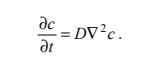 ∂c/∂t = D∇²c .